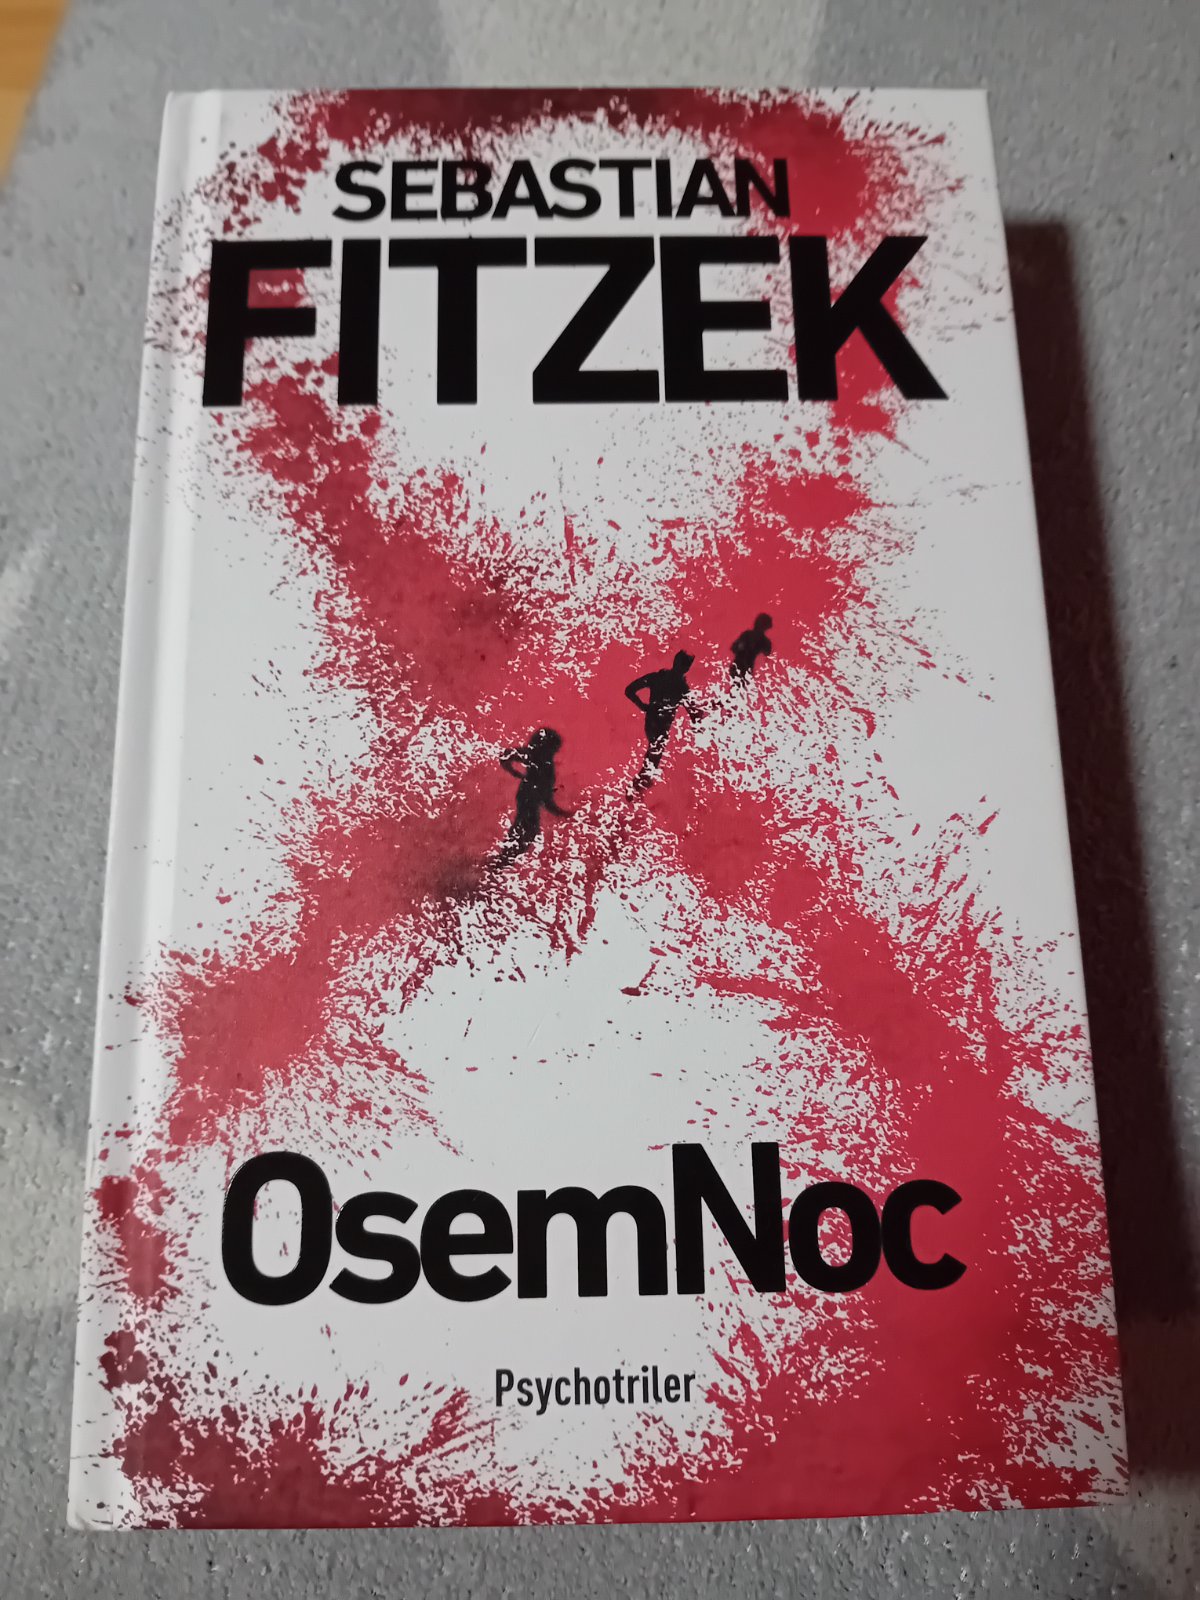 SEBASTIAN
FITZEK
OsemNoc
Psychotriler